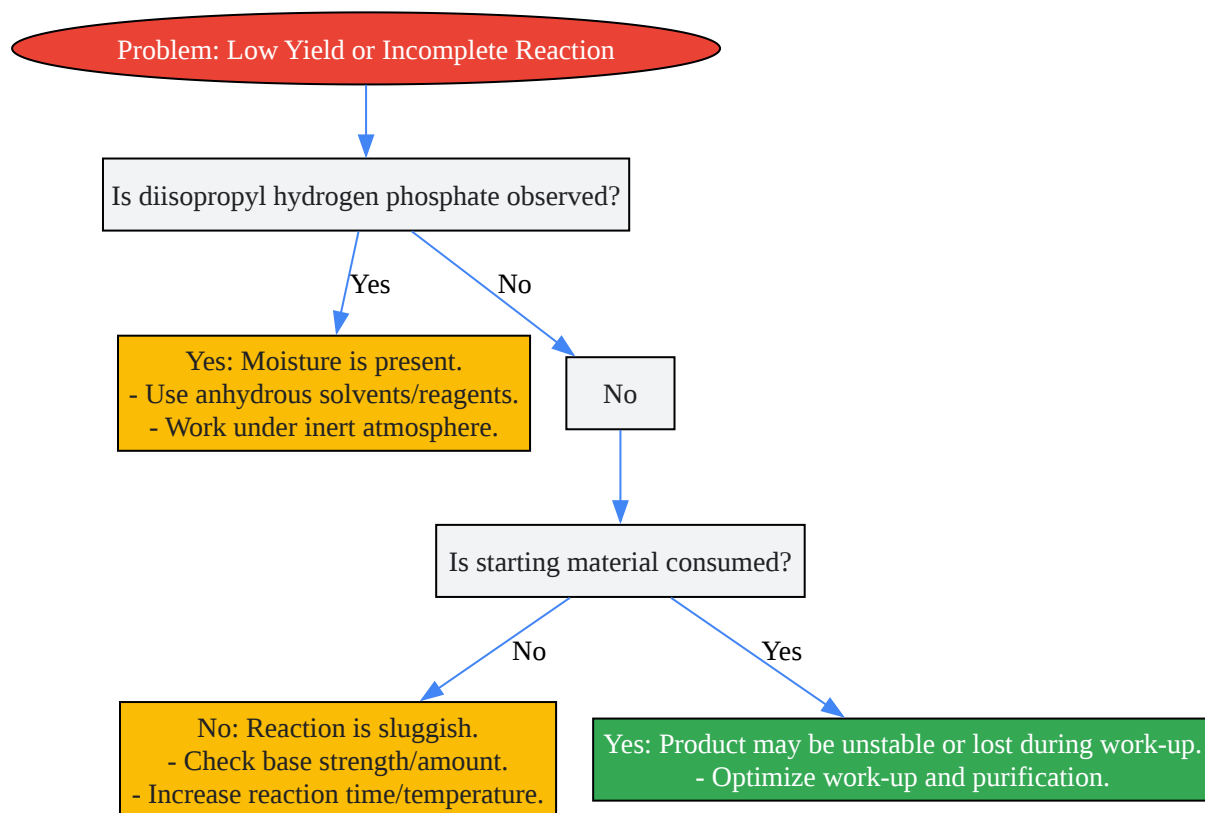 Problem: Low Yield or Incomplete Reaction
Is diisopropyl hydrogen phosphate observed?
Yes
No
Yes: Moisture is present.
- Use anhydrous solvents/reagents.
- Work under inert atmosphere.
No
Is starting material consumed?
No
Yes
No: Reaction is sluggish.
- Check base strength/amount.
- Increase reaction time/temperature.
Yes: Product may be unstable or lost during work-up.
- Optimize work-up and purification.